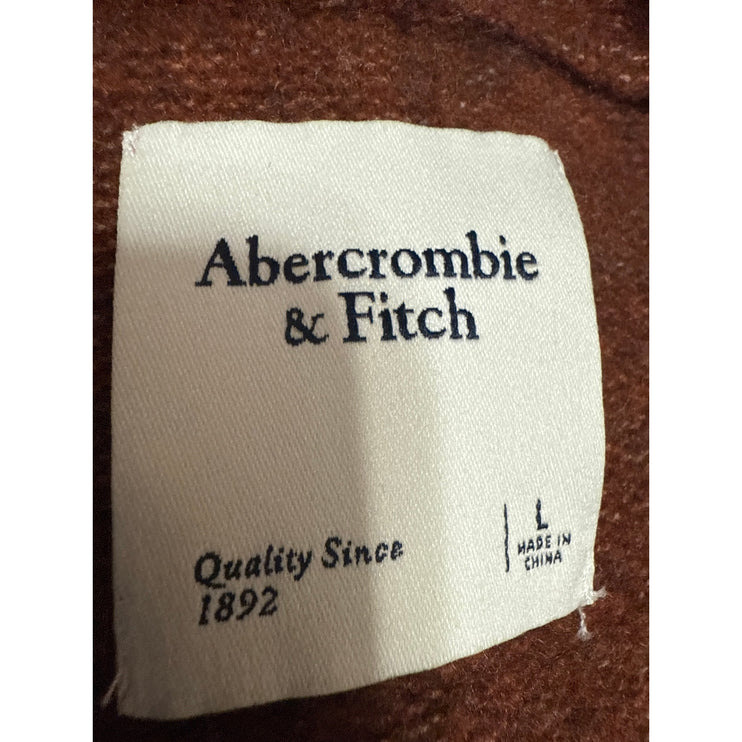 Abercrombie
& Fitch
Quality Since
1892
L
MADE IN
CHINA